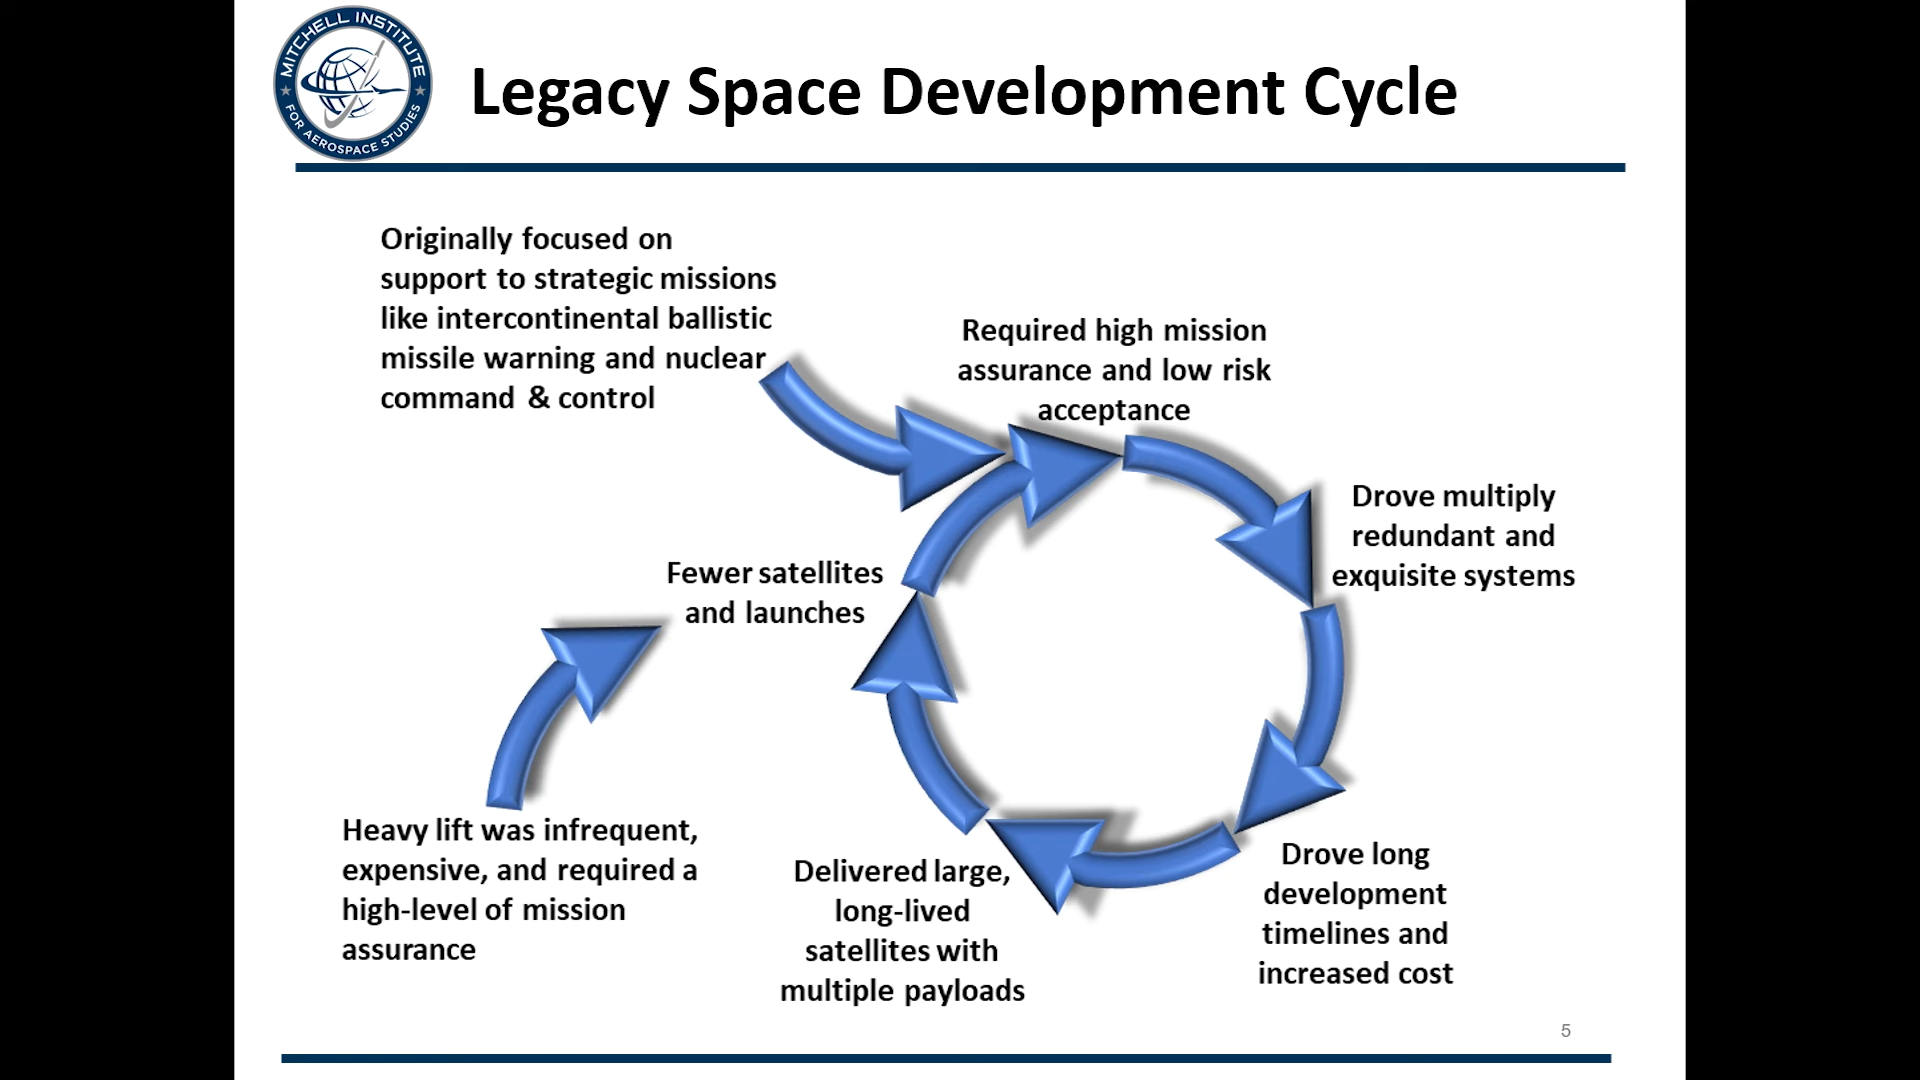 MITCHELL INSTITUTE
FOR AEROSPACE STUDIES
Legacy Space Development Cycle
Originally focused on
support to strategic missions
like intercontinental ballistic
missile warning and nuclear
command & control
Required high mission
assurance and low risk
acceptance
Drove multiply
redundant and
exquisite systems
Drove long
development
timelines and
increased cost
Delivered large,
long-lived
satellites with
multiple payloads
Fewer satellites
and launches
Heavy lift was infrequent,
expensive, and required a
high-level of mission
assurance
5